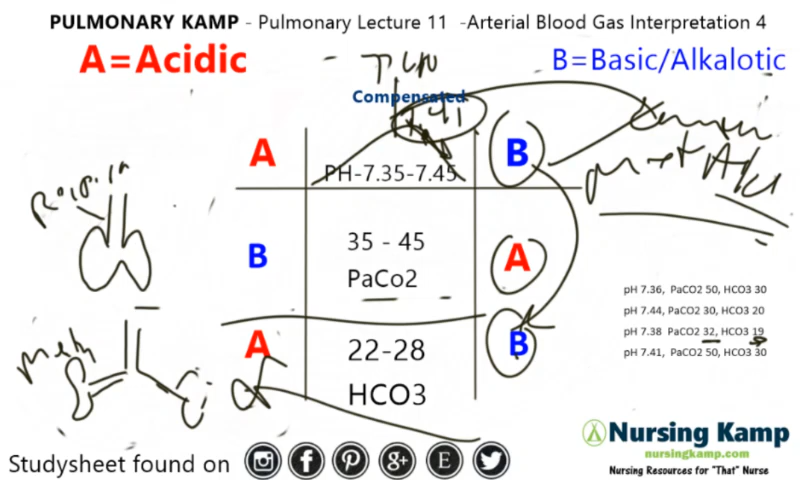 PULMONARY KAMP - Pulmonary Lecture 11 -Arterial Blood Gas Interpretation 4
A=Acidic
B=Basic/Alkalotic
Compensated
A
PH-7.35-7.45
B
B
35 - 45
PaCo2
A
A
22-28
HCO3
B
pH 7.36, PaCO2 50, HCO3 30
pH 7.44, PaCO2 30, HCO3 20
pH 7.38 PaCO2 32, HCO3 19
pH 7.41, PaCO2 50, HCO3 30
Nursing Kamp
nursingkamp.com
Nursing Resources for "That" Nurse
Studysheet found on